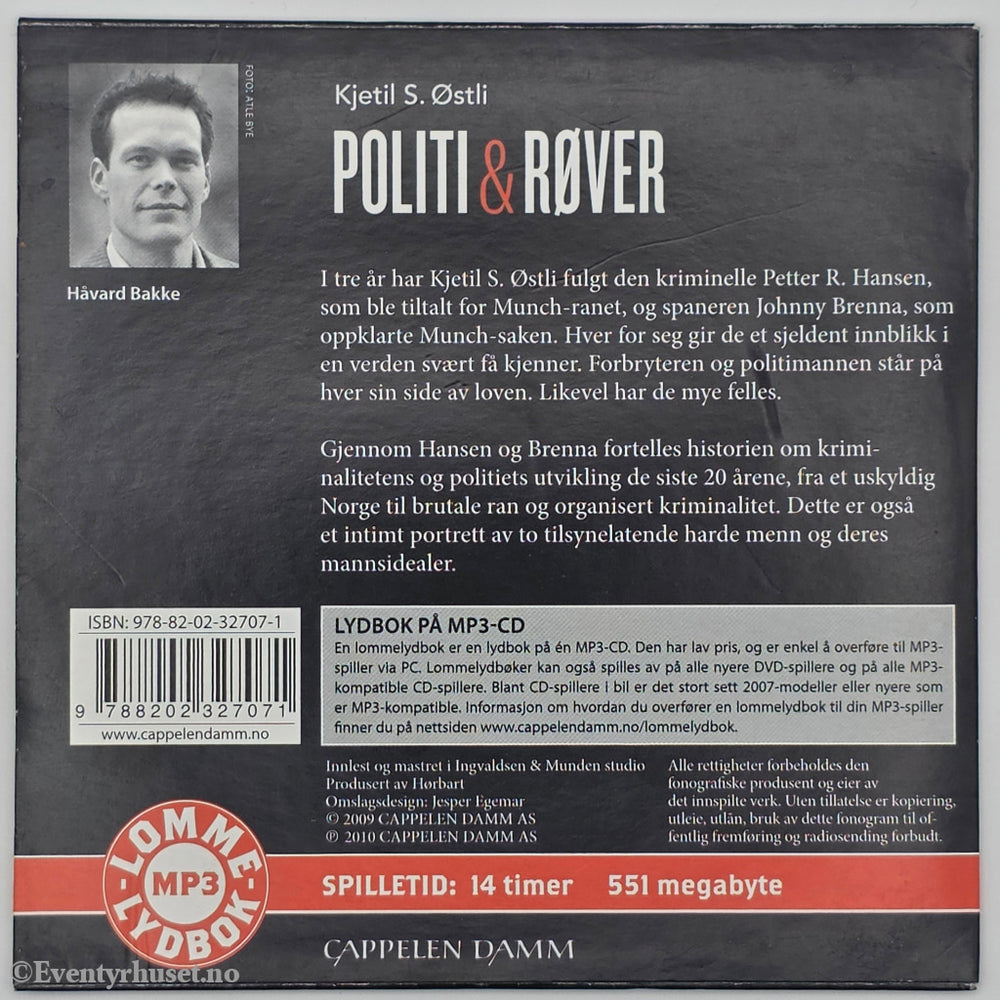 FOTO: ATLE BYE
Håvard Bakke
Kjetil S. Østli
POLITI & RØVER
I tre år har Kjetil S. Østli fulgt den kriminelle Petter R. Hansen,
som ble tiltalt for Munch-ranet, og spaneren Johnny Brenna, som
oppklarte Munch-saken. Hver for seg gir de et sjeldent innblikk i
en verden svært få kjenner. Forbryteren og politimannen står på
hver sin side av loven. Likevel har de mye felles.
Gjennom Hansen og Brenna fortelles historien om krimi-
nalitetens og politiets utvikling de siste 20 årene, fra et uskyldig
Norge til brutale ran og organisert kriminalitet. Dette er også
et intimt portrett av to tilsynelatende harde menn og deres
mannsidealer.
ISBN: 978-82-02-32707-1
9 788202 327071
www.cappelendamm.no
LYDBOK PÅ MP3-CD
En lommelydbok er en lydbok på én MP3-CD. Den har lav pris, og er enkel å overføre til MP3-
spiller via PC. Lommelydbøker kan også spilles av på alle nyere DVD-spillere og på alle MP3-
kompatible CD-spillere. Blant CD-spillere i bil er det stort sett 2007-modeller eller nyere som
er MP3-kompatible. Informasjon om hvordan du overfører en lommelydbok til din MP3-spiller
finner du på nettsiden www.cappelendamm.no/lommelydbok.
Innlest og mastret i Ingvaldsen & Munden studio
Produsert av Hørbart
Omslagsdesign: Jesper Egemar
© 2009 CAPPELEN DAMM AS
℗ 2010 CAPPELEN DAMM AS
Alle rettigheter forbeholdes den
fonografiske produsent og eier av
det innspilte verk. Uten tillatelse er kopiering,
utleie, utlån, bruk av dette fonogram til of-
fentlig fremføring og radiosending forbudt.
LOMME-
MP3
LYDBOK
SPILLETID: 14 timer 551 megabyte
CAPPELEN DAMM
©Eventyrhuset.no